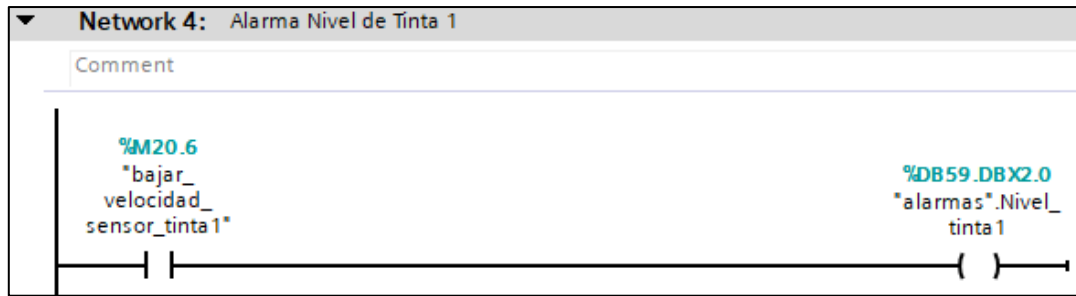 Network 4: Alarma Nivel de Tinta 1
Comment
%M20.6
"bajar_
velocidad_
sensor_tinta1"
%DB59.DBX2.0
"alarmas".Nivel_
tinta1